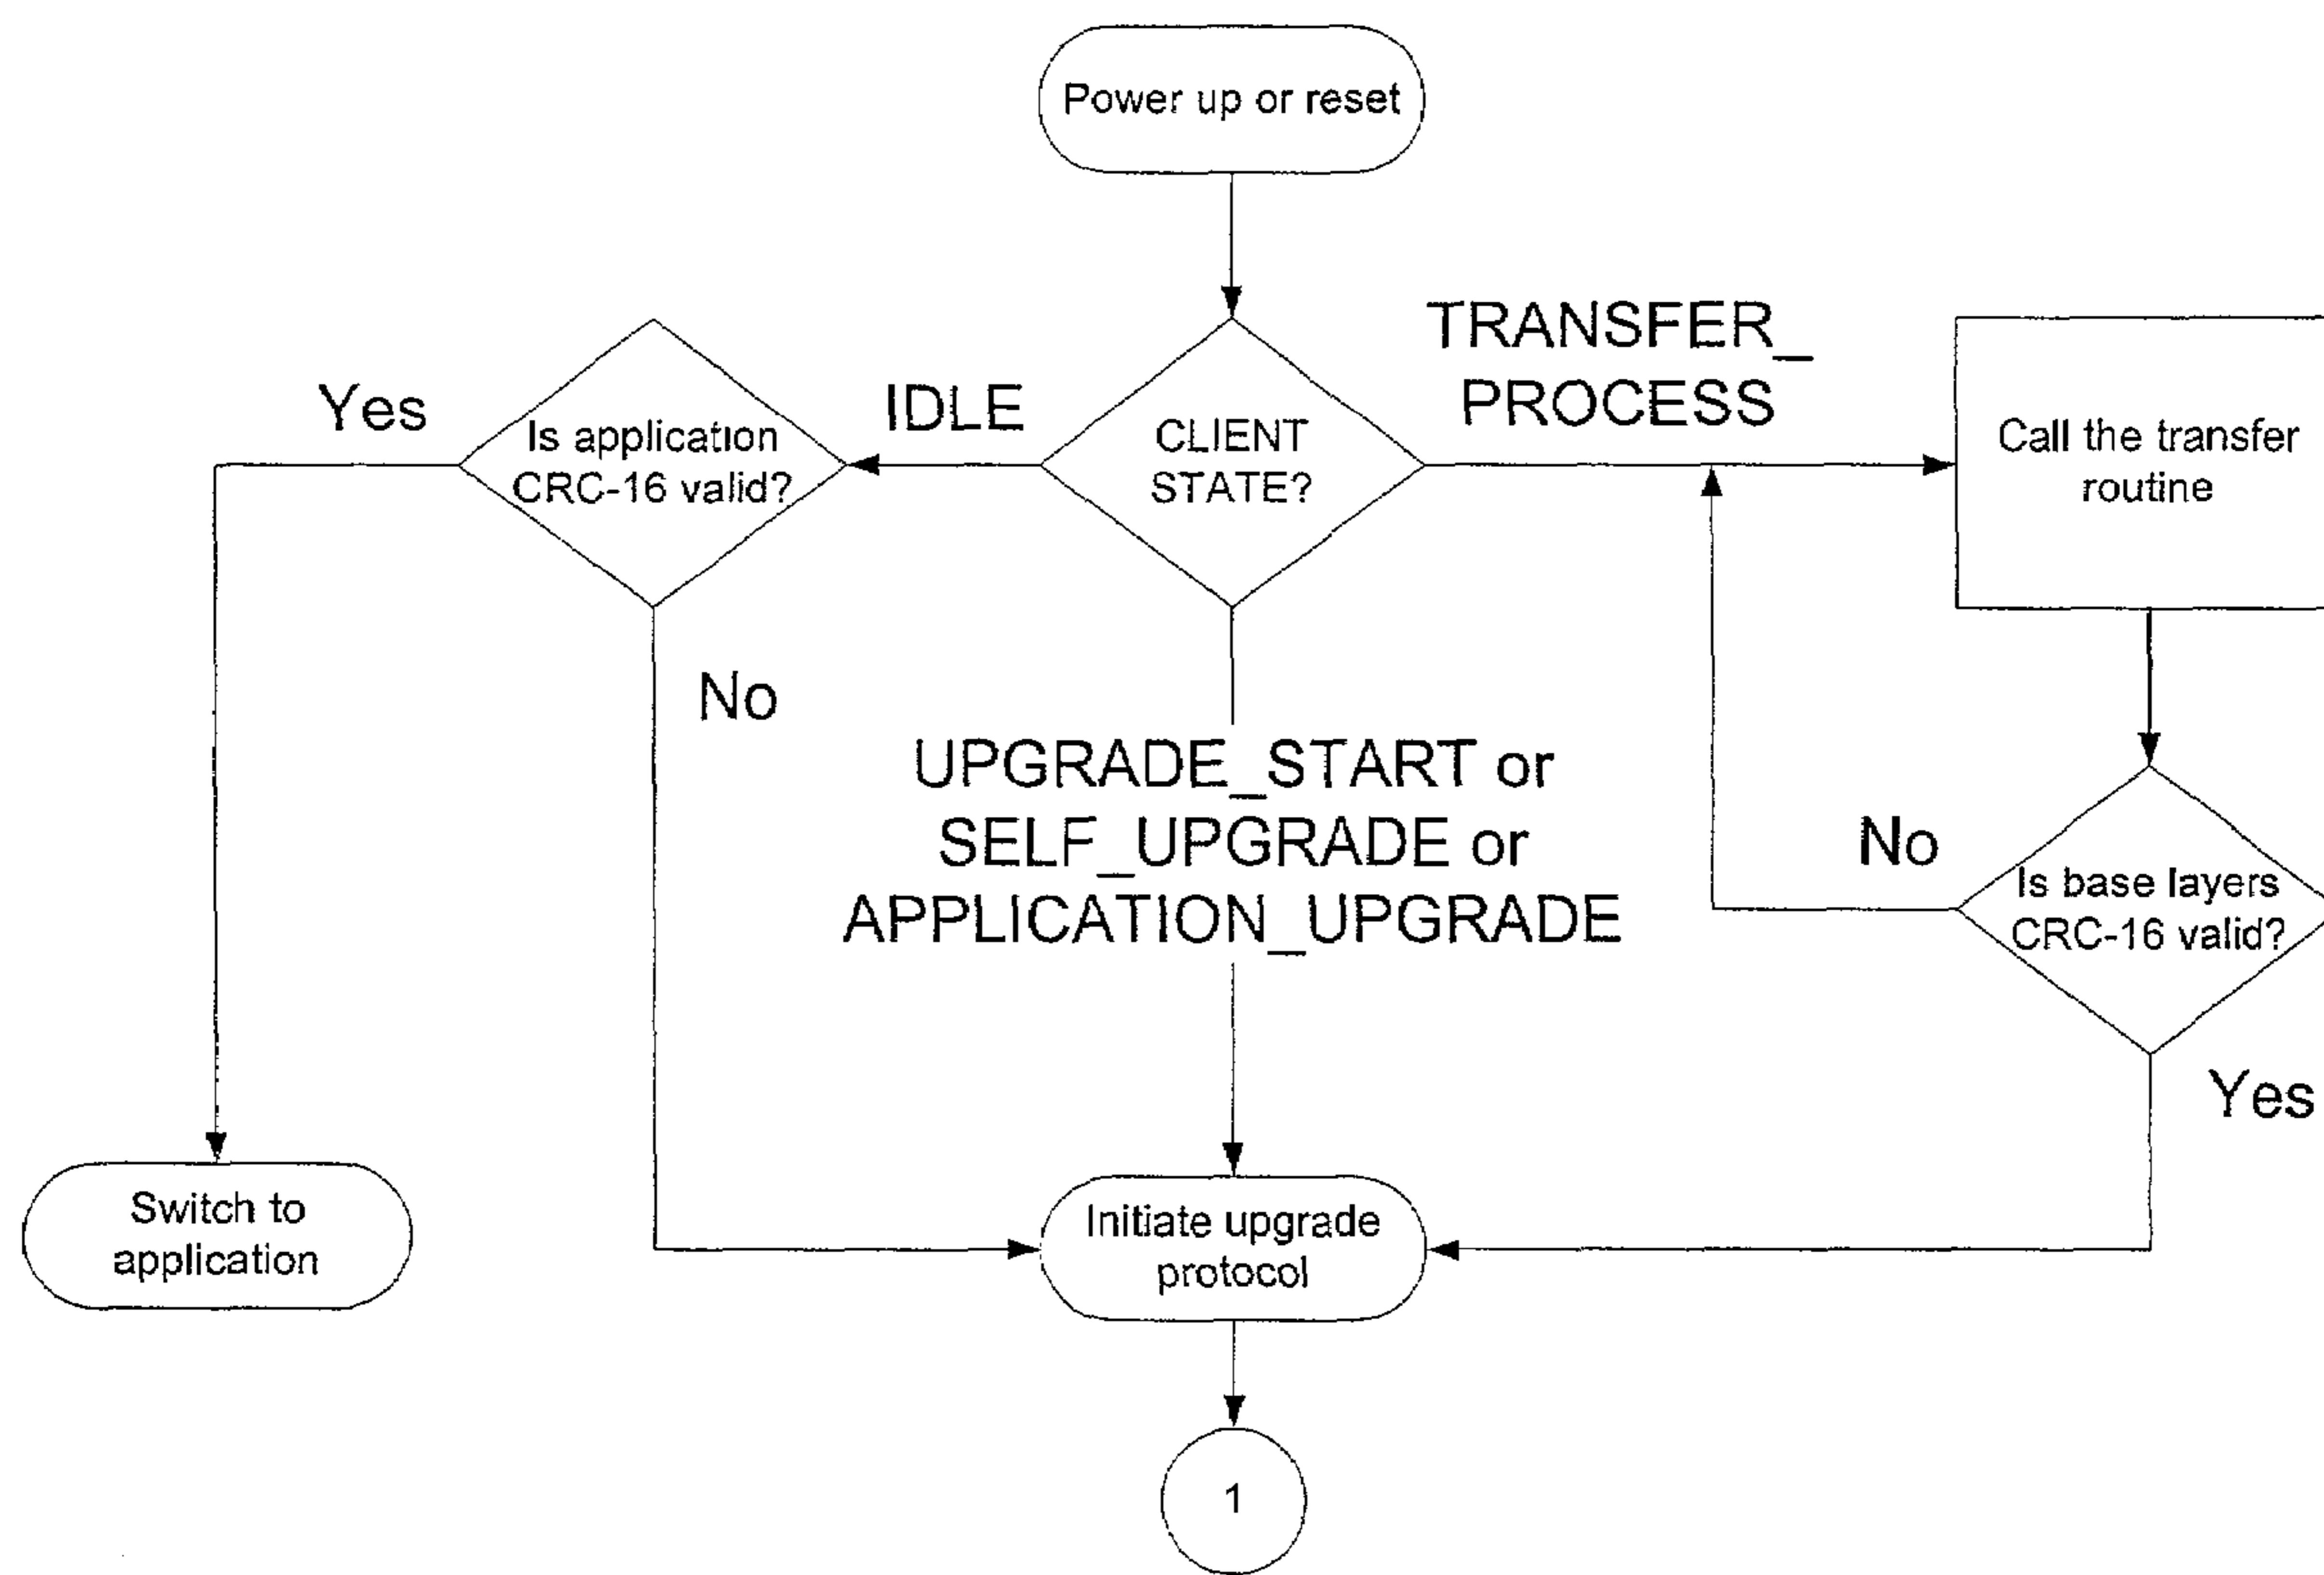 Power up or reset
TRANSFER_
PROCESS
Yes
Is application
CRC-16 valid?
IDLE
CLIENT
STATE?
Call the transfer
routine
No
UPGRADE_START or
SELF_UPGRADE or
APPLICATION_UPGRADE
No
Is base layers
CRC-16 valid?
Yes
Switch to
application
Initiate upgrade
protocol
1